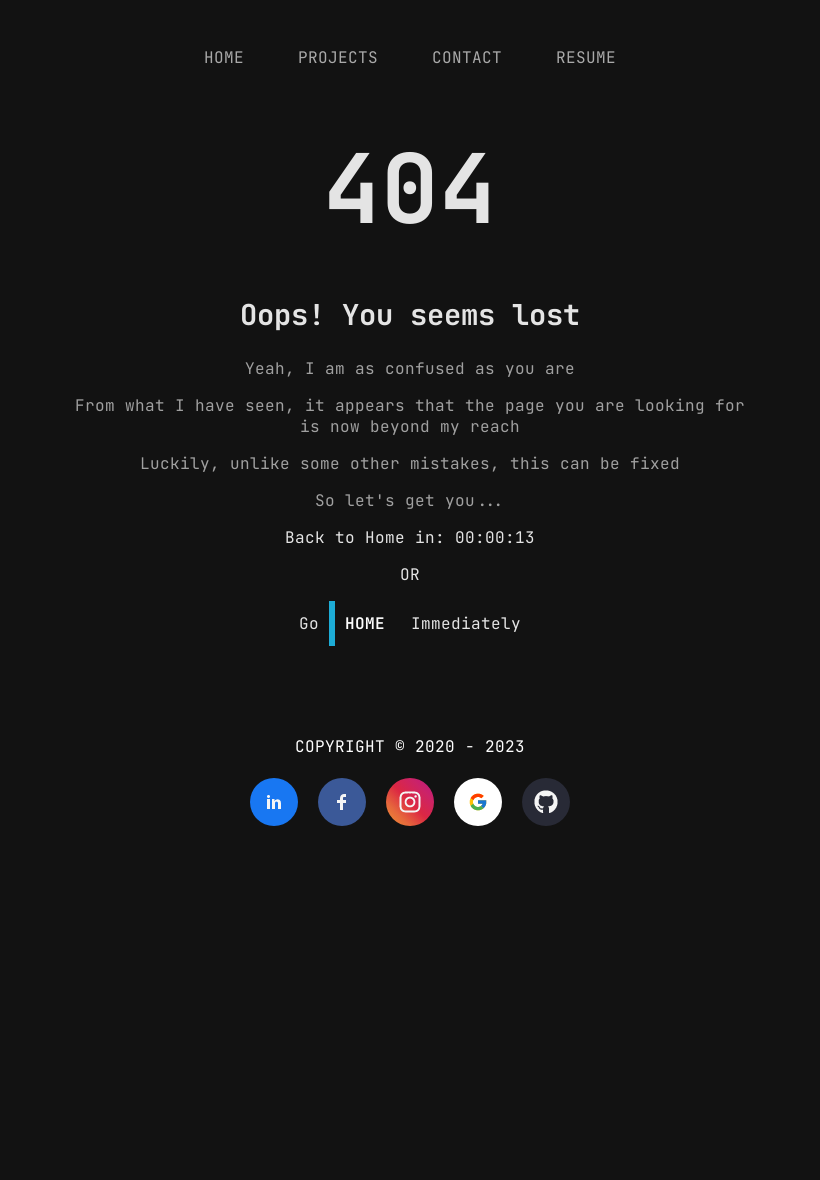 HOME PROJECTS CONTACT RESUME
404
Oops! You seems lost
Yeah, I am as confused as you are
From what I have seen, it appears that the page you are looking for
is now beyond my reach
Luckily, unlike some other mistakes, this can be fixed
So let's get you...
Back to Home in: 00:00:13
OR
Go HOME Immediately
COPYRIGHT © 2020 - 2023
in f G